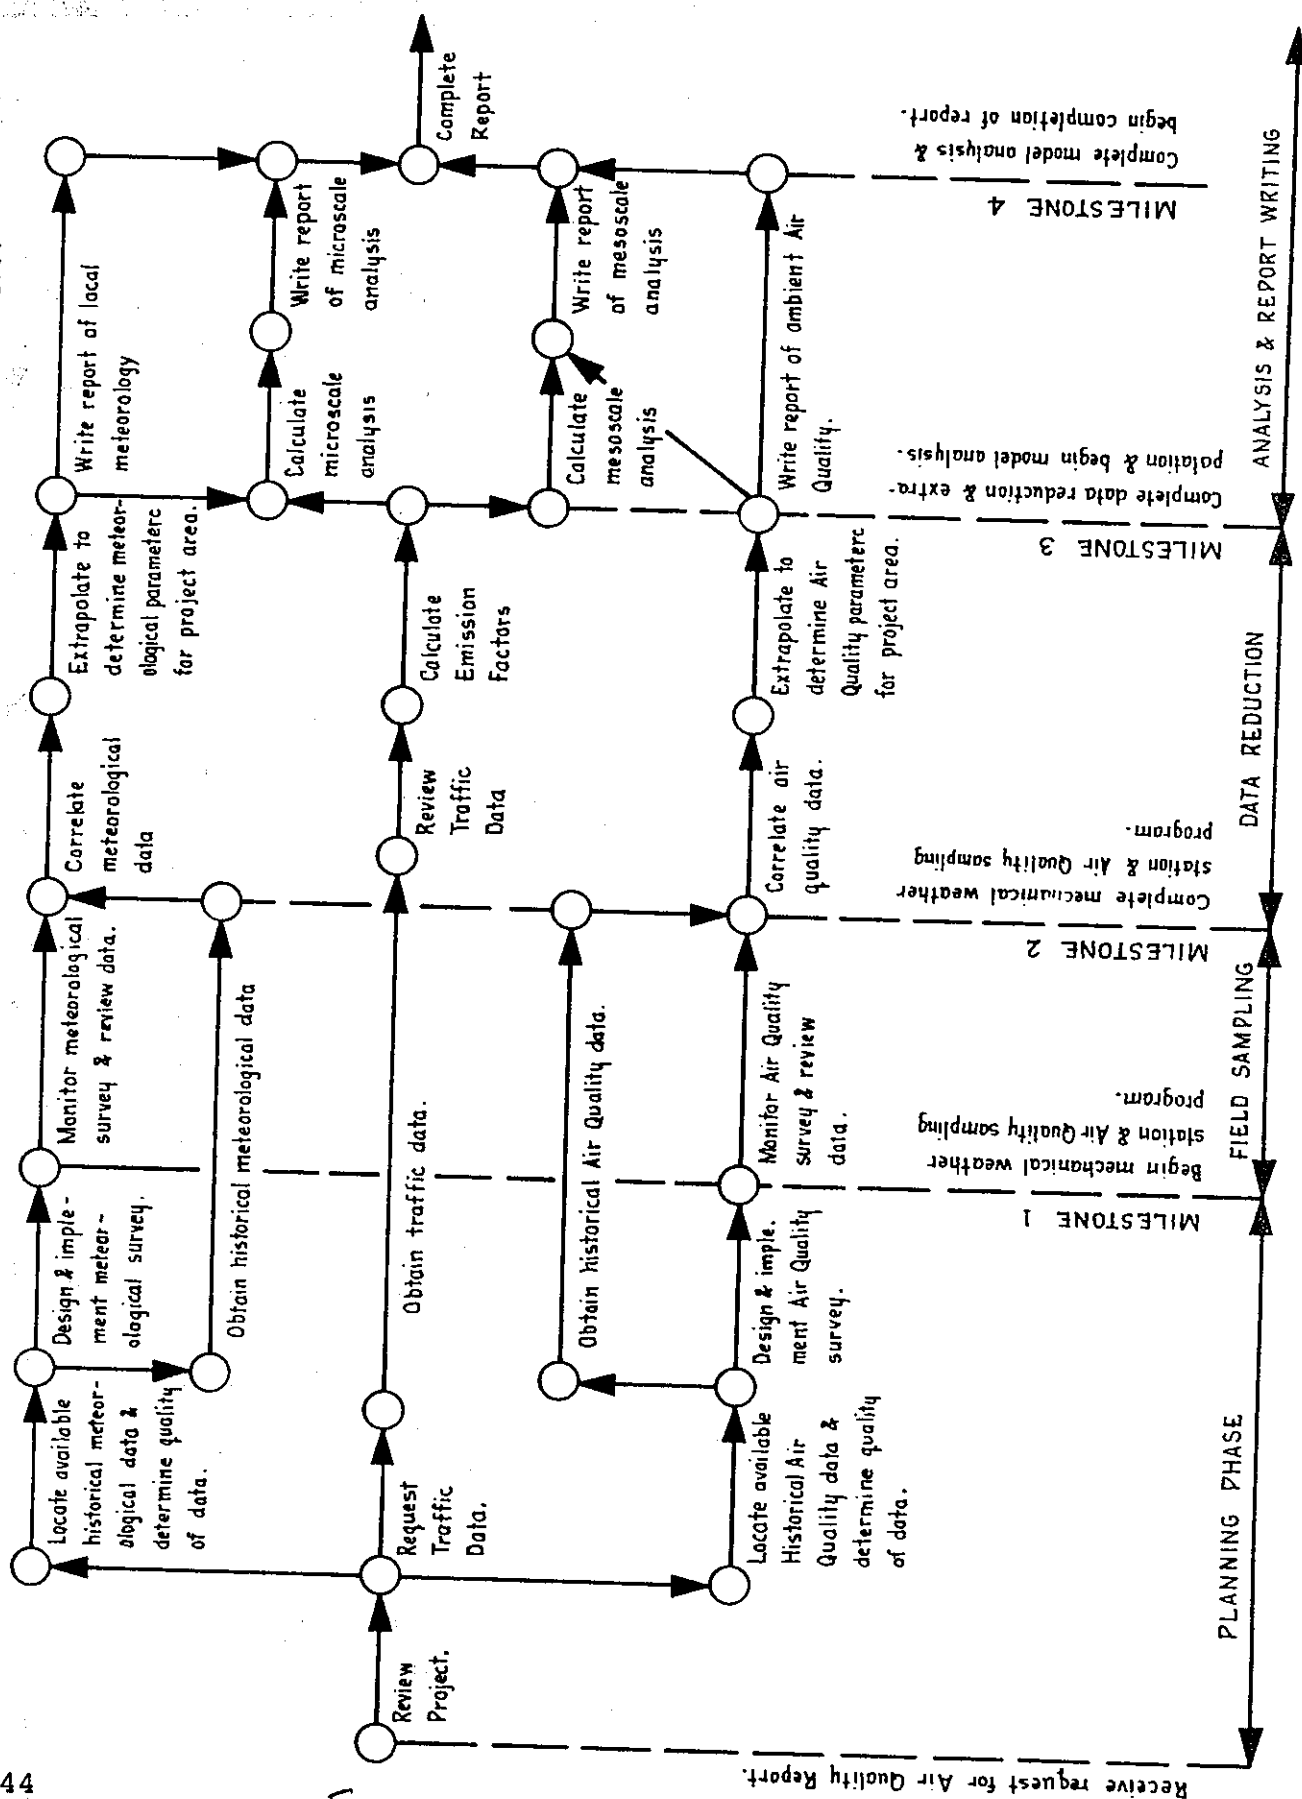 44
Receive request for Air Quality Report.
Review
Project.
Locate available
historical meteor-
ological data &
determine quality
of data.
Request
Traffic
Data.
Locate available
Historical Air
Quality data &
determine quality
of data.
Design & imple-
ment meteor-
ological survey.
Obtain historical meteorological data
Obtain traffic data.
Obtain historical Air Quality data.
Design & imple.
ment Air Quality
survey.
MILESTONE 1
Begin mechanical weather
station & Air Quality sampling
program.
Monitor meteorological
survey & review data.
Monitor Air Quality
survey & review
data.
MILESTONE 2
Complete mechanical weather
station & Air Quality sampling
program.
Correlate
meteorological
data
Review
Traffic
Data
Correlate air
quality data.
Extrapolate to
determine meteor-
ological parameterc
for project area.
Calculate
Emission
Factors
Extrapolate to
determine Air
Quality parameterc
for project area.
MILESTONE 3
Complete data reduction & extra-
polation & begin model analysis.
Write report of local
meteorology
Calculate
microscale
analysis
Calculate
mesoscale
analysis
Write report of ambient Air
Quality.
Write report
of microscale
analysis
Write report
of mesoscale
analysis
MILESTONE 4
Complete model analysis &
begin completion of report.
Complete
Report
PLANNING PHASE
FIELD SAMPLING
DATA REDUCTION
ANALYSIS & REPORT WRITING